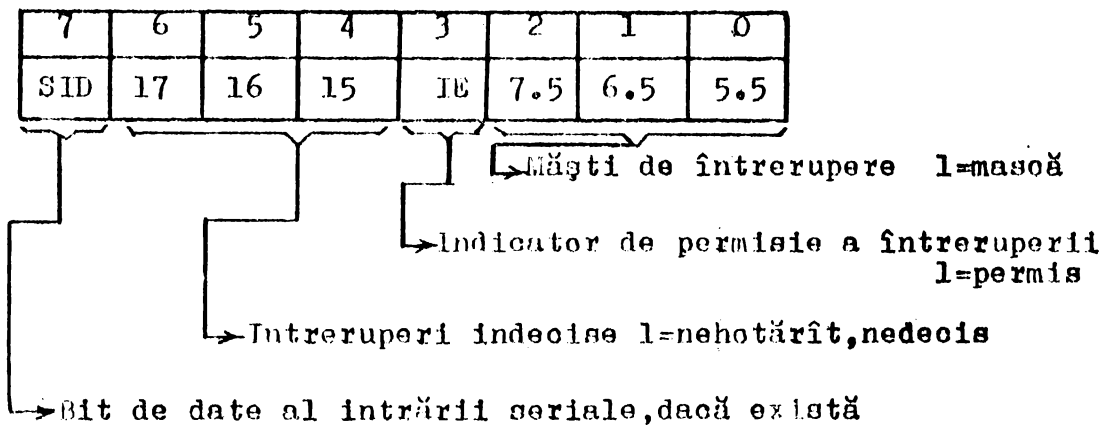 7 6 5 4 3 2 1 0
SID 17 16 15 IE 7.5 6.5 5.5
Măşti de întrerupere 1=mască
Indicator de permisie a întreruperii
1=permis
Intreruperi indecise 1=nehotărît,nedecis
Bit de date al intrării seriale,dacă există